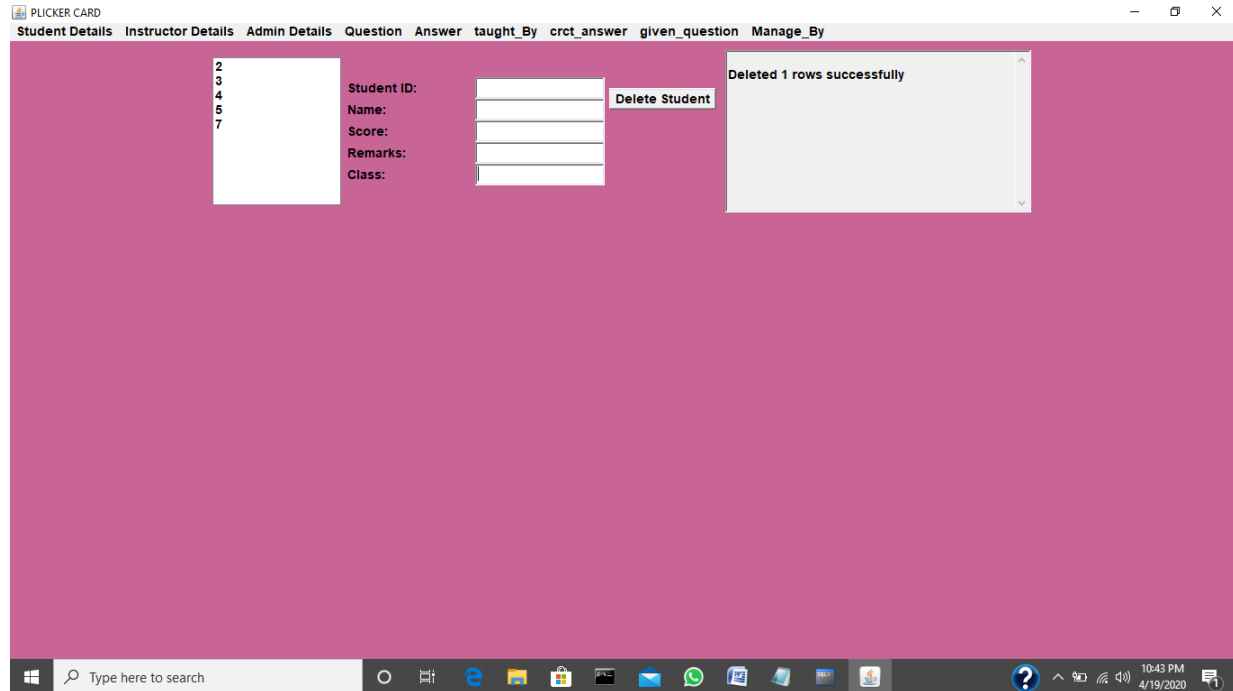 PLICKER CARD
Student Details Instructor Details Admin Details Question Answer taught_By crct_answer given_question Manage_By
2
3
4
5
7
Student ID:
Name:
Score:
Remarks:
Class:
Delete Student
Deleted 1 rows successfully
Type here to search
10:43 PM
4/19/2020